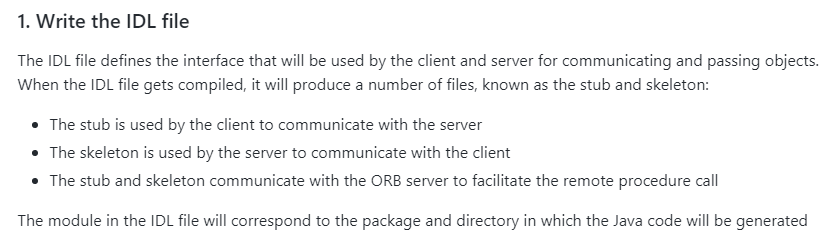 1. Write the IDL file
The IDL file defines the interface that will be used by the client and server for communicating and passing objects.
When the IDL file gets compiled, it will produce a number of files, known as the stub and skeleton:
• The stub is used by the client to communicate with the server
• The skeleton is used by the server to communicate with the client
• The stub and skeleton communicate with the ORB server to facilitate the remote procedure call
The module in the IDL file will correspond to the package and directory in which the Java code will be generated